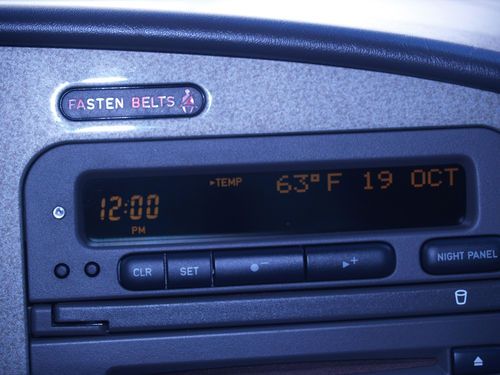 FASTEN BELTS
▸TEMP 63°F 19 OCT
12:00
PM
CLR SET ●− ▸+ NIGHT PANEL